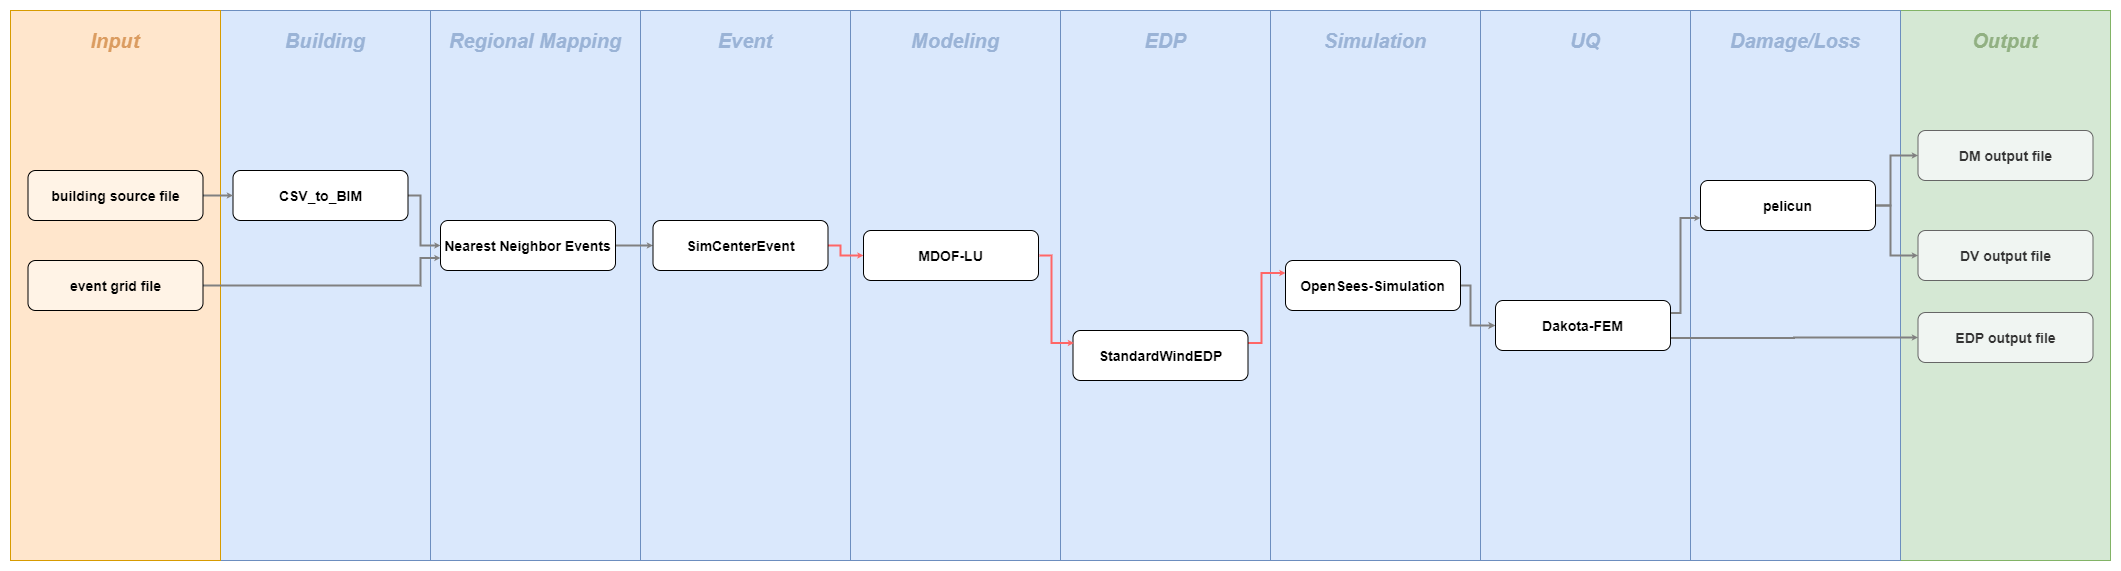 Input
Building
Regional Mapping
Event
Modeling
EDP
Simulation
UQ
Damage/Loss
Output
building source file
event grid file
CSV_to_BIM
Nearest Neighbor Events
SimCenterEvent
MDOF-LU
StandardWindEDP
OpenSees-Simulation
Dakota-FEM
pelicun
DM output file
DV output file
EDP output file